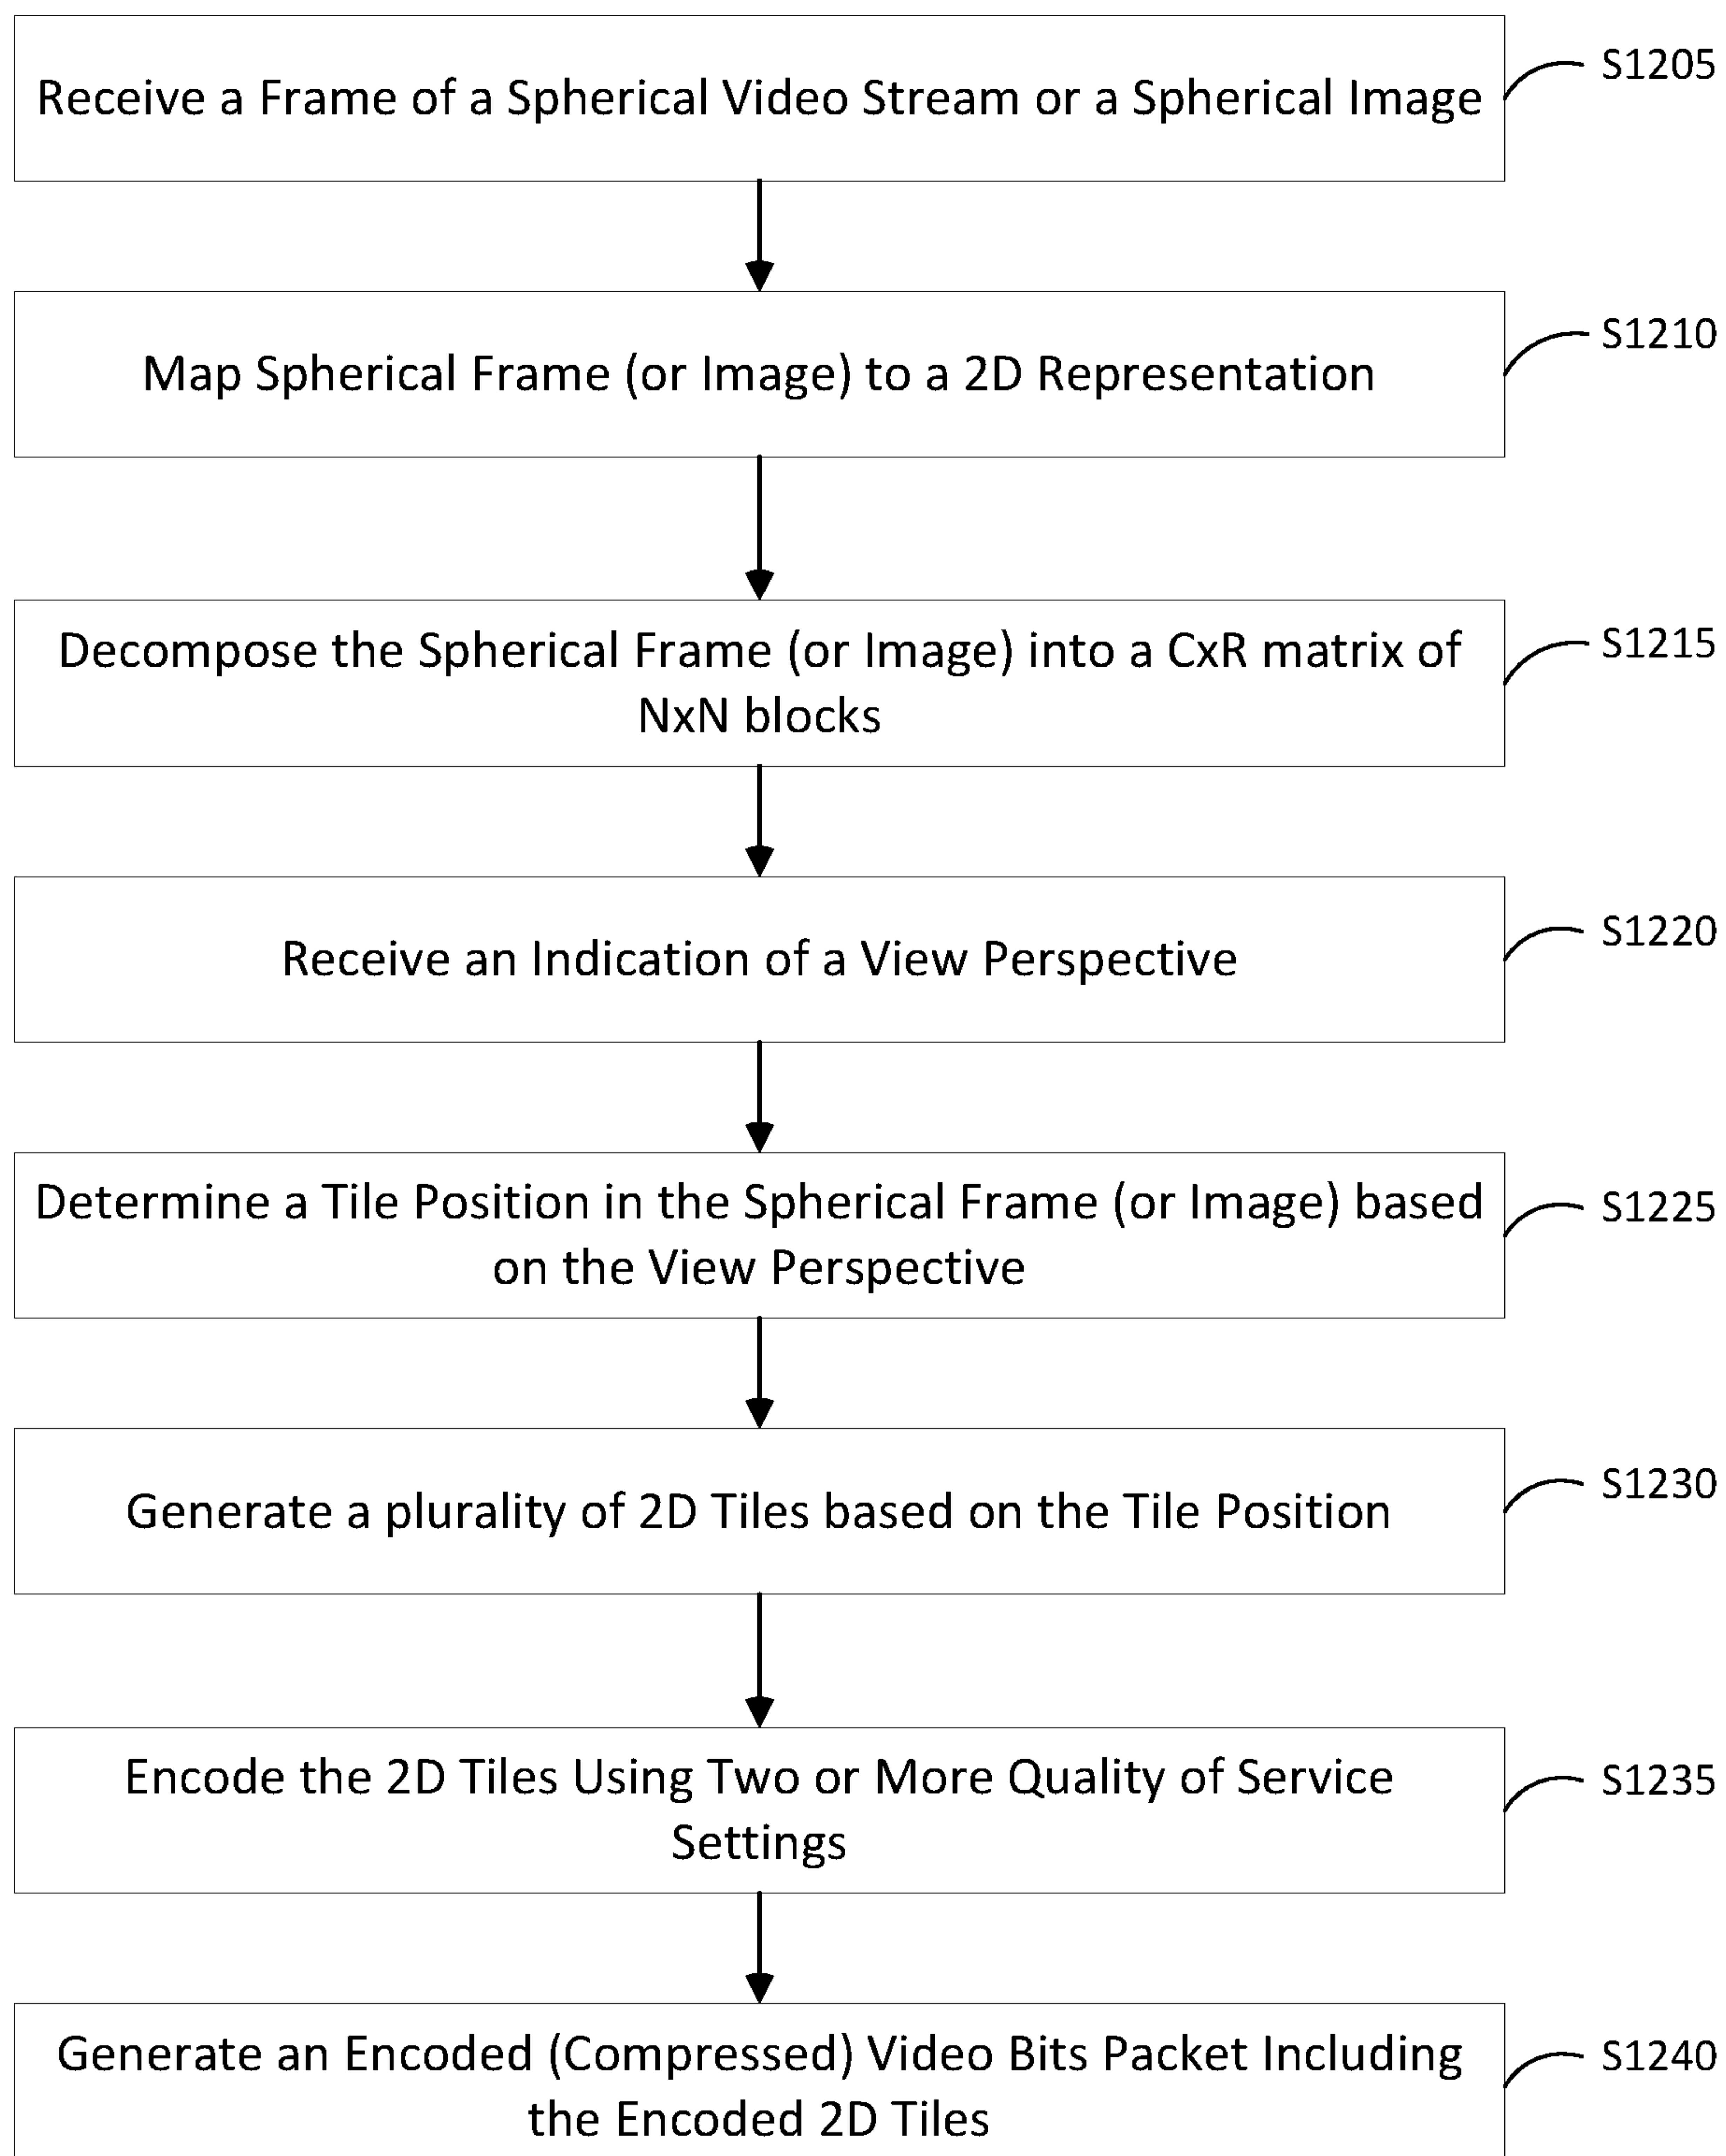 Receive a Frame of a Spherical Video Stream or a Spherical Image
S1205
Map Spherical Frame (or Image) to a 2D Representation
S1210
Decompose the Spherical Frame (or Image) into a CxR matrix of
NxN blocks
S1215
Receive an Indication of a View Perspective
S1220
Determine a Tile Position in the Spherical Frame (or Image) based
on the View Perspective
S1225
Generate a plurality of 2D Tiles based on the Tile Position
S1230
Encode the 2D Tiles Using Two or More Quality of Service
Settings
S1235
Generate an Encoded (Compressed) Video Bits Packet Including
the Encoded 2D Tiles
S1240